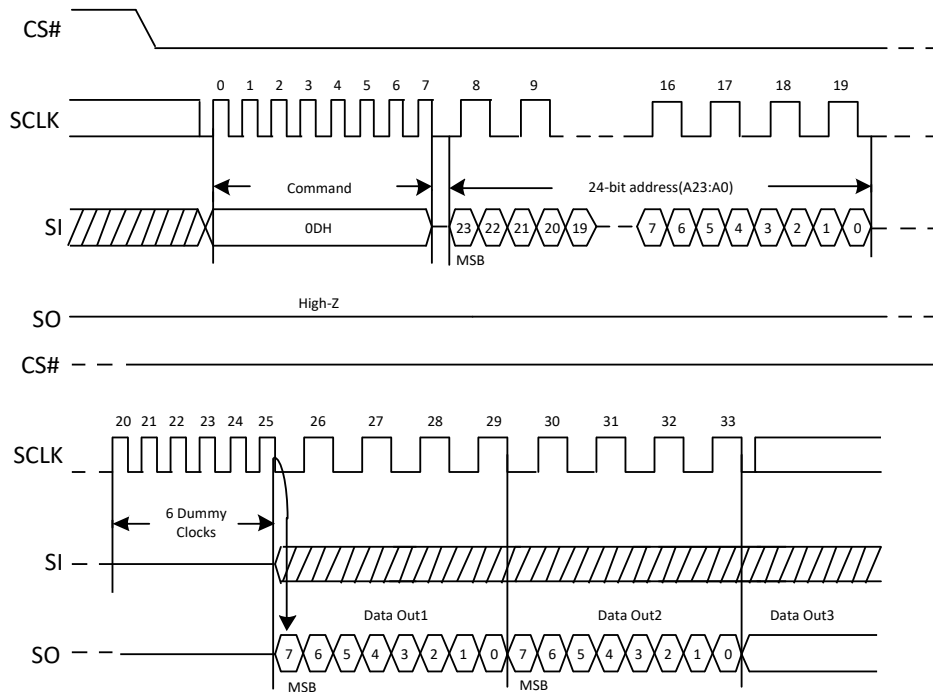 CS#
0 1 2 3 4 5 6 7 8 9 16 17 18 19
SCLK
Command 24-bit address(A23:A0)
SI
0DH 23 22 21 20 19 7 6 5 4 3 2 1 0
MSB
High-Z
SO
CS#
20 21 22 23 24 25 26 27 28 29 30 31 32 33
SCLK
6 Dummy
Clocks
SI
Data Out1 Data Out2 Data Out3
SO
7 6 5 4 3 2 1 0 7 6 5 4 3 2 1 0
MSB MSB